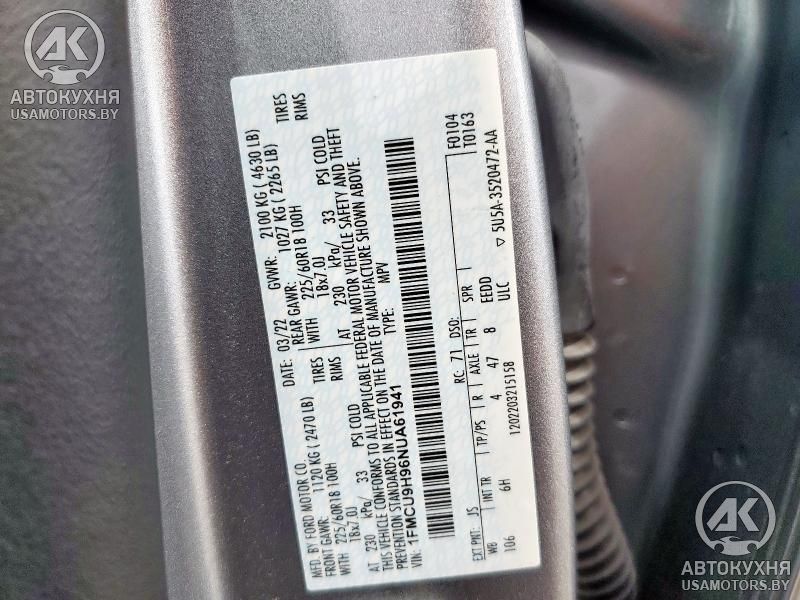 AK
АВТОКУХНЯ
USAMOTORS.BY
MFD. BY FORD MOTOR CO. DATE: 03/22 GVWR: 2100 KG ( 4630 LB)
FRONT GAWR: 1120 KG ( 2470 LB) REAR GAWR: 1027 KG ( 2265 LB)
WITH 225/60R18 100H TIRES WITH 225/60R18 100H TIRES
18x7.0J RIMS 18x7.0J RIMS
AT 230 kPa/ 33 PSI COLD AT 230 kPa/ 33 PSI COLD
THIS VEHICLE CONFORMS TO ALL APPLICABLE FEDERAL MOTOR VEHICLE SAFETY AND THEFT
PREVENTION STANDARDS IN EFFECT ON THE DATE OF MANUFACTURE SHOWN ABOVE.
VIN: 1FMCU9H96NUA61941 TYPE: MPV
F0104
T0163
EXT PNT: JS RC: 71 DSO:
WB INT TR TP/PS R AXLE TR SPR
106 6H 4 47 8 EEDD
1202203215158 ULC ▽ 5U5A-3520472-AA
AK
АВТОКУХНЯ
USAMOTORS.BY